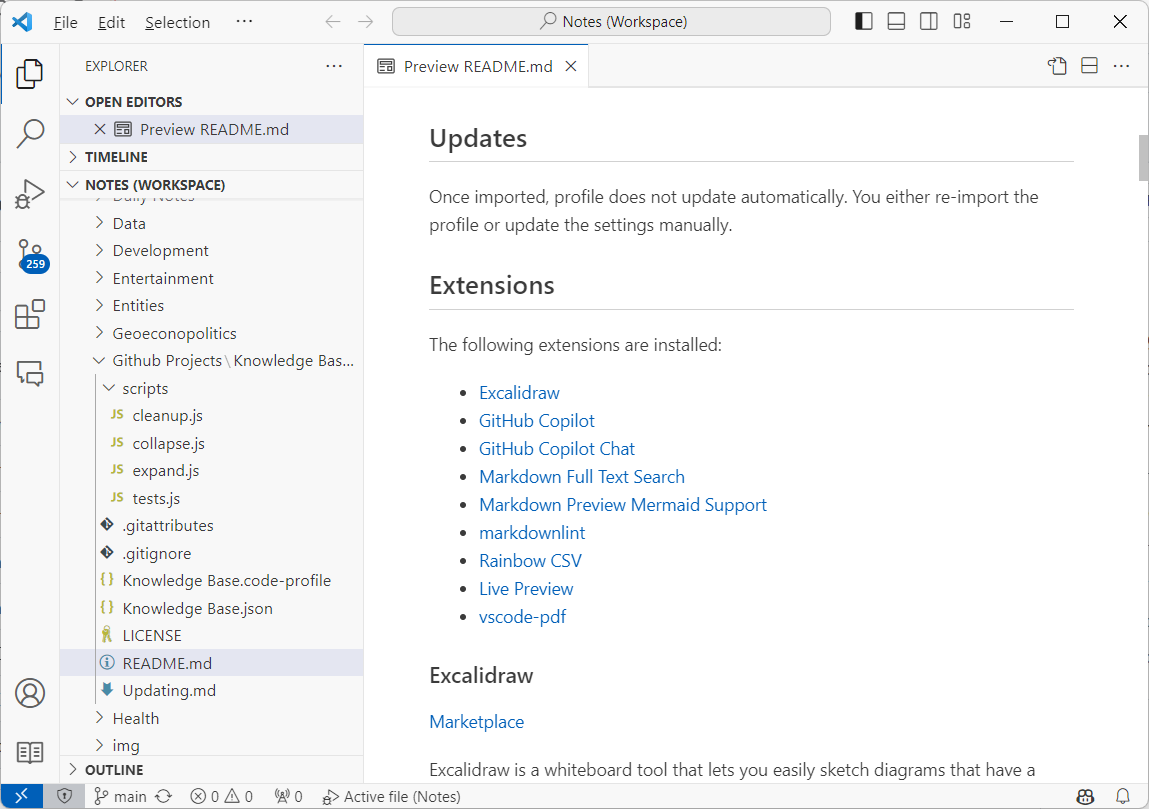 File Edit Selection ··· Notes (Workspace)
EXPLORER ···
OPEN EDITORS
Preview README.md
TIMELINE
NOTES (WORKSPACE)
Daily Notes
Data
Development
Entertainment
Entities
Geoeconopolitics
Github Projects\Knowledge Bas...
scripts
JS cleanup.js
JS collapse.js
JS expand.js
JS tests.js
.gitattributes
.gitignore
{} Knowledge Base.code-profile
{} Knowledge Base.json
LICENSE
README.md
Updating.md
Health
img
OUTLINE
259
Preview README.md
Updates
Once imported, profile does not update automatically. You either re-import the
profile or update the settings manually.
Extensions
The following extensions are installed:
• Excalidraw
• GitHub Copilot
• GitHub Copilot Chat
• Markdown Full Text Search
• Markdown Preview Mermaid Support
• markdownlint
• Rainbow CSV
• Live Preview
• vscode-pdf
Excalidraw
Marketplace
Excalidraw is a whiteboard tool that lets you easily sketch diagrams that have a
main 0 0 0 Active file (Notes)